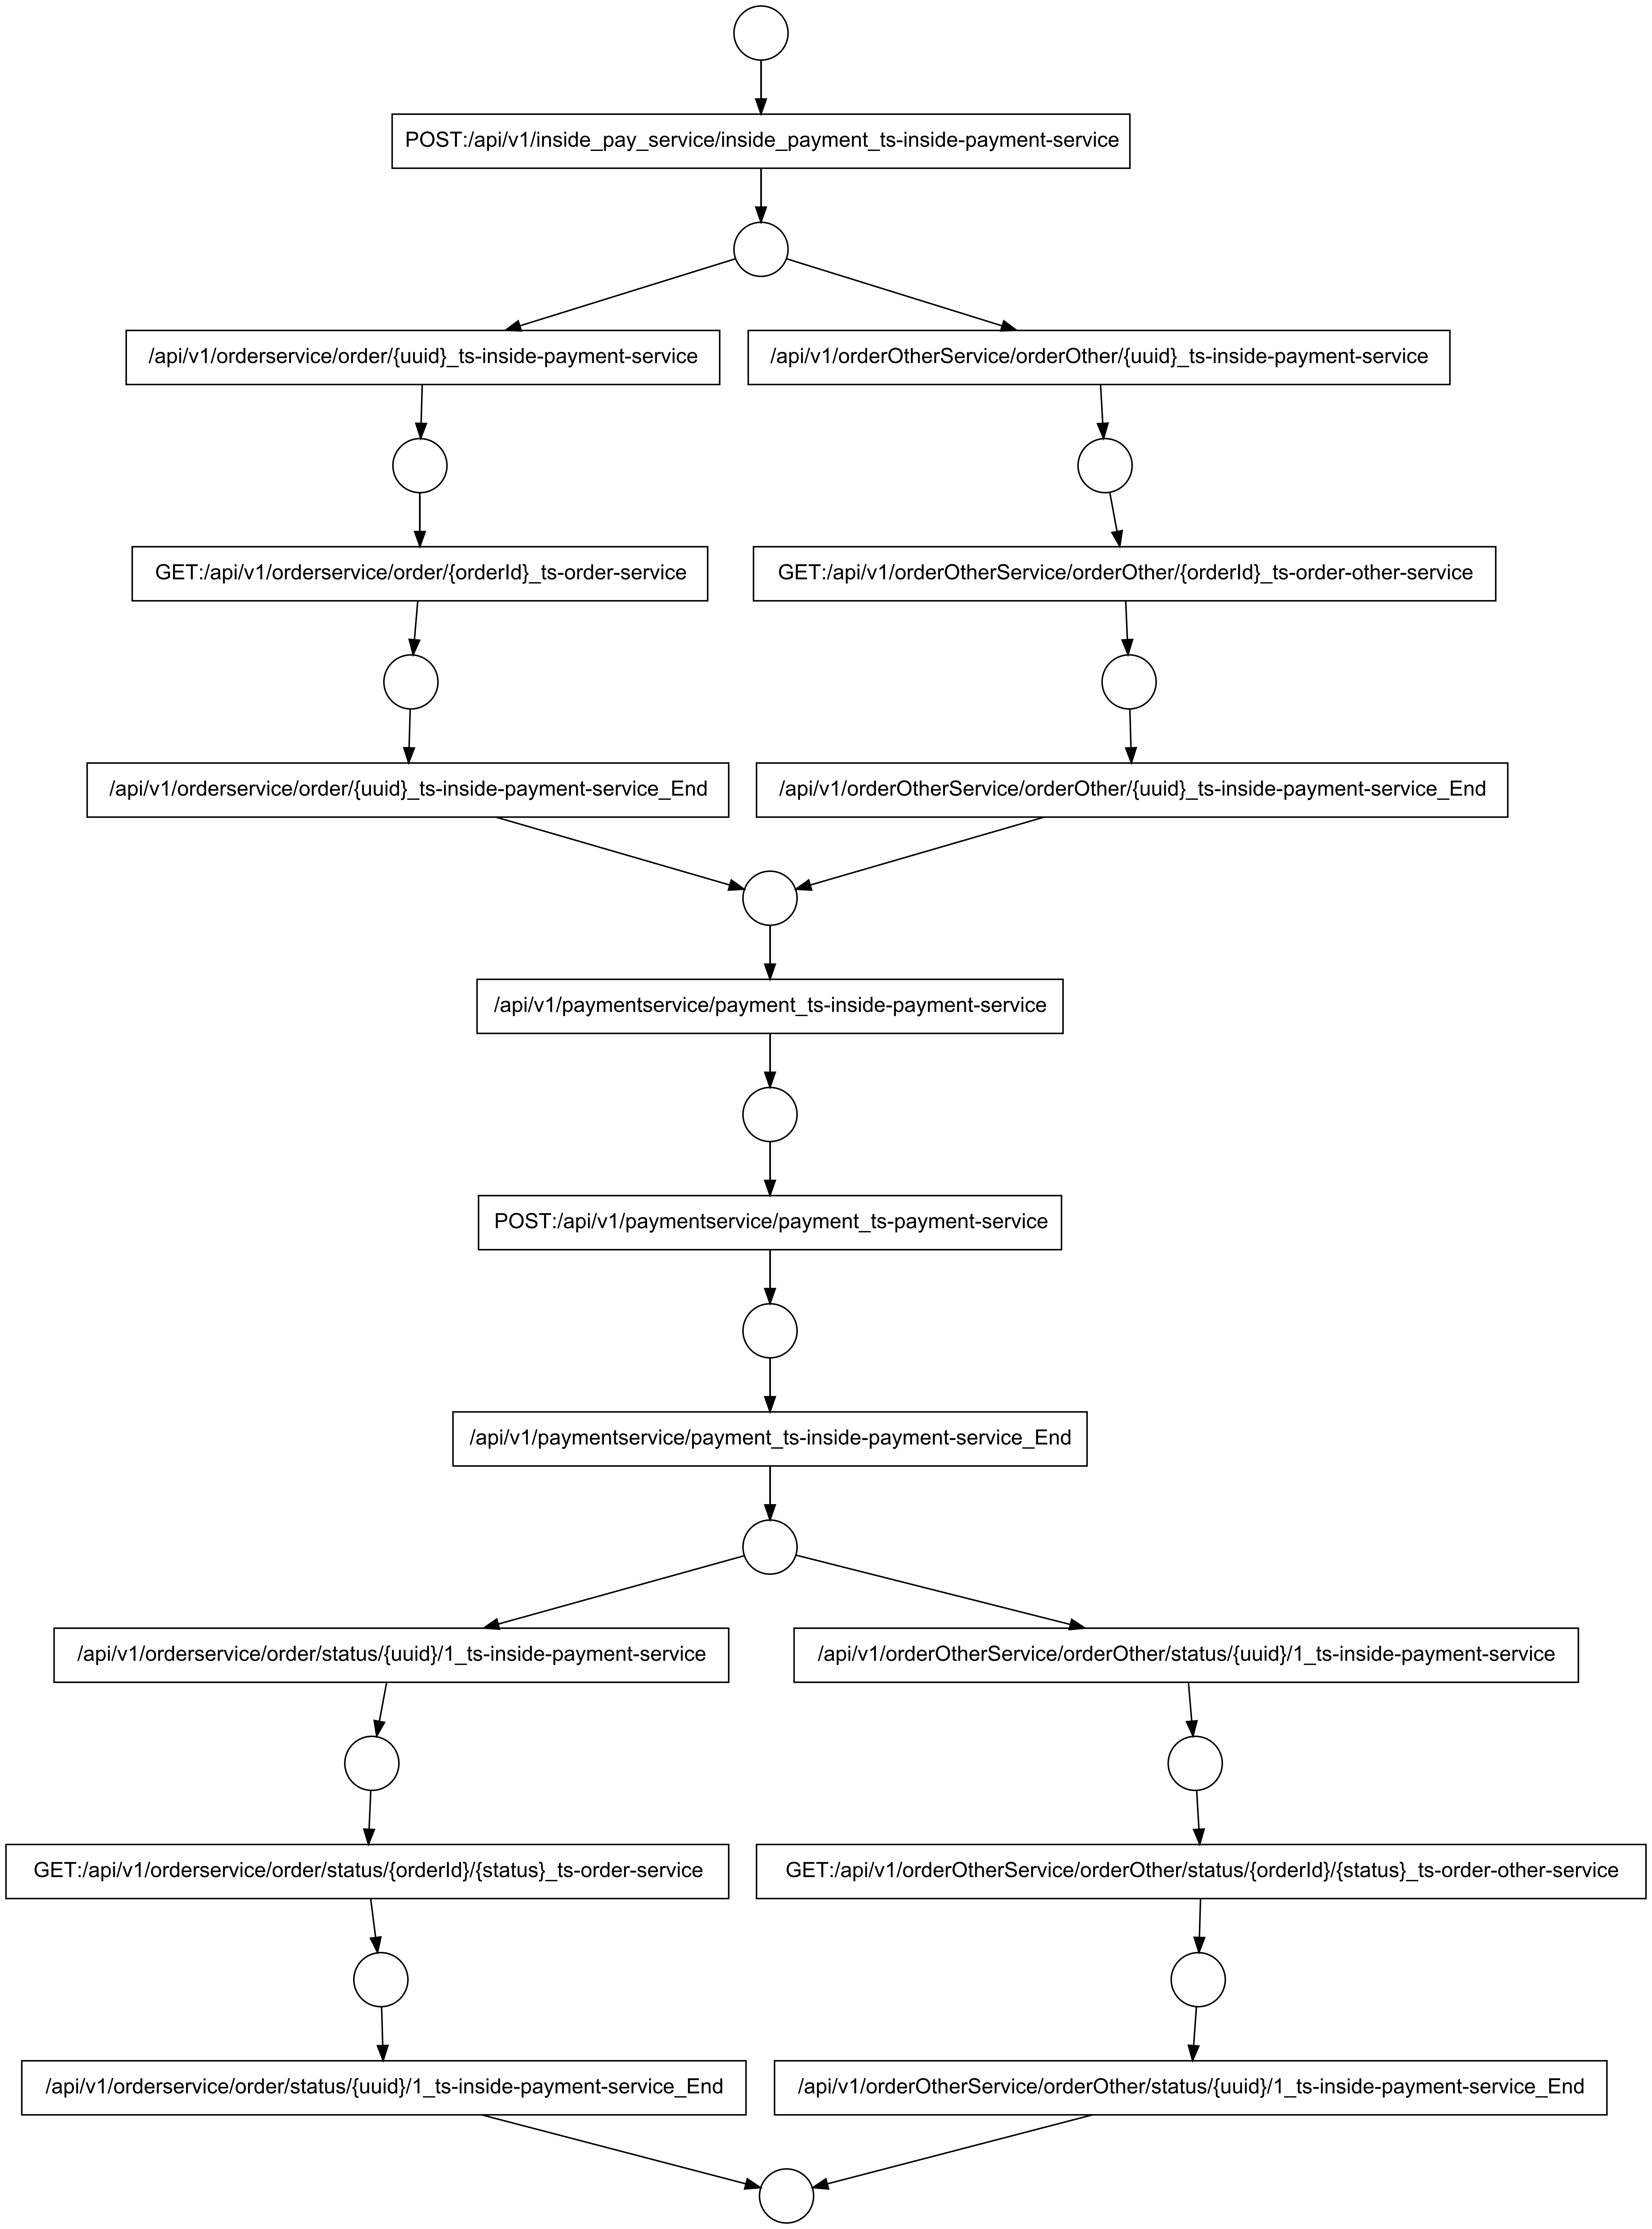 POST:/api/v1/inside_pay_service/inside_payment_ts-inside-payment-service
/api/v1/orderservice/order/{uuid}_ts-inside-payment-service
/api/v1/orderOtherService/orderOther/{uuid}_ts-inside-payment-service
GET:/api/v1/orderservice/order/{orderId}_ts-order-service
GET:/api/v1/orderOtherService/orderOther/{orderId}_ts-order-other-service
/api/v1/orderservice/order/{uuid}_ts-inside-payment-service_End
/api/v1/orderOtherService/orderOther/{uuid}_ts-inside-payment-service_End
/api/v1/paymentservice/payment_ts-inside-payment-service
POST:/api/v1/paymentservice/payment_ts-payment-service
/api/v1/paymentservice/payment_ts-inside-payment-service_End
/api/v1/orderservice/order/status/{uuid}/1_ts-inside-payment-service
/api/v1/orderOtherService/orderOther/status/{uuid}/1_ts-inside-payment-service
GET:/api/v1/orderservice/order/status/{orderId}/{status}_ts-order-service
GET:/api/v1/orderOtherService/orderOther/status/{orderId}/{status}_ts-order-other-service
/api/v1/orderservice/order/status/{uuid}/1_ts-inside-payment-service_End
/api/v1/orderOtherService/orderOther/status/{uuid}/1_ts-inside-payment-service_End